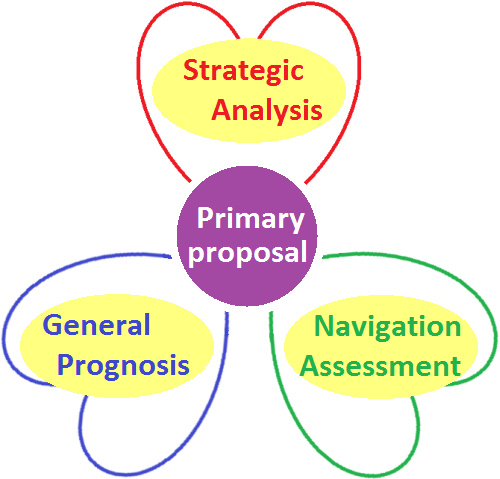 Strategic
Analysis
Primary
proposal
General
Prognosis
Navigation
Assessment